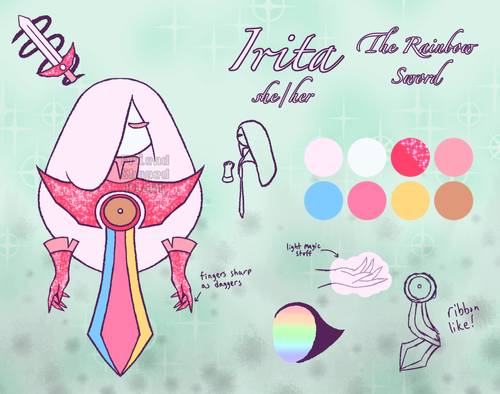 Irita
she/her
The Rainbow
Sword
fingers sharp
as daggers
light magic
stuff
ribbon
like!